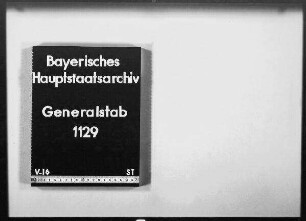 Bayerisches
Hauptstaatsarchiv
Generalstab
1129
V.16 ST